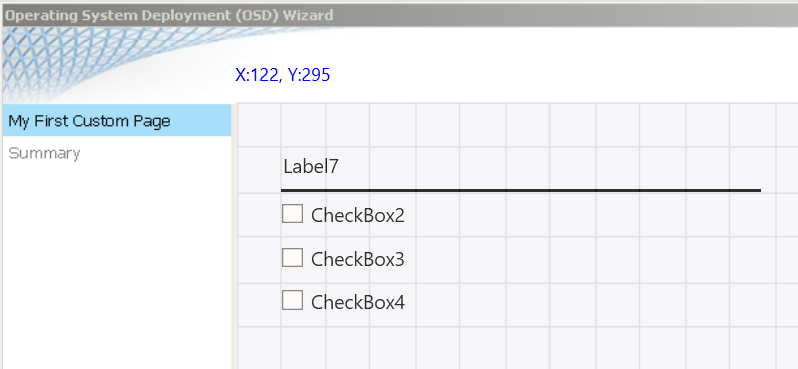 Operating System Deployment (OSD) Wizard
X:122, Y:295
My First Custom Page
Summary
Label7
CheckBox2
CheckBox3
CheckBox4